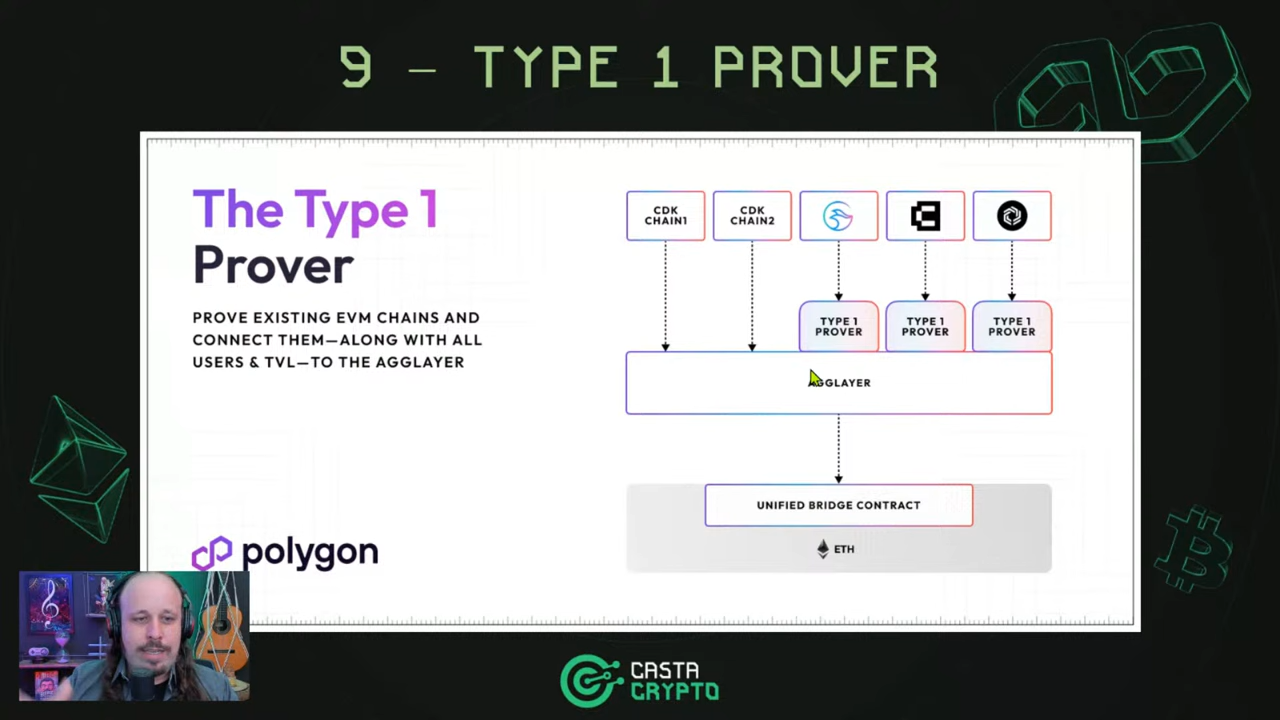 9 – TYPE 1 PROVER
The Type 1
Prover
PROVE EXISTING EVM CHAINS AND
CONNECT THEM—ALONG WITH ALL
USERS & TVL—TO THE AGGLAYER
polygon
CDK
CHAIN1
CDK
CHAIN2
TYPE 1
PROVER
TYPE 1
PROVER
TYPE 1
PROVER
AGGLAYER
UNIFIED BRIDGE CONTRACT
ETH
CASTA
CRYPTO